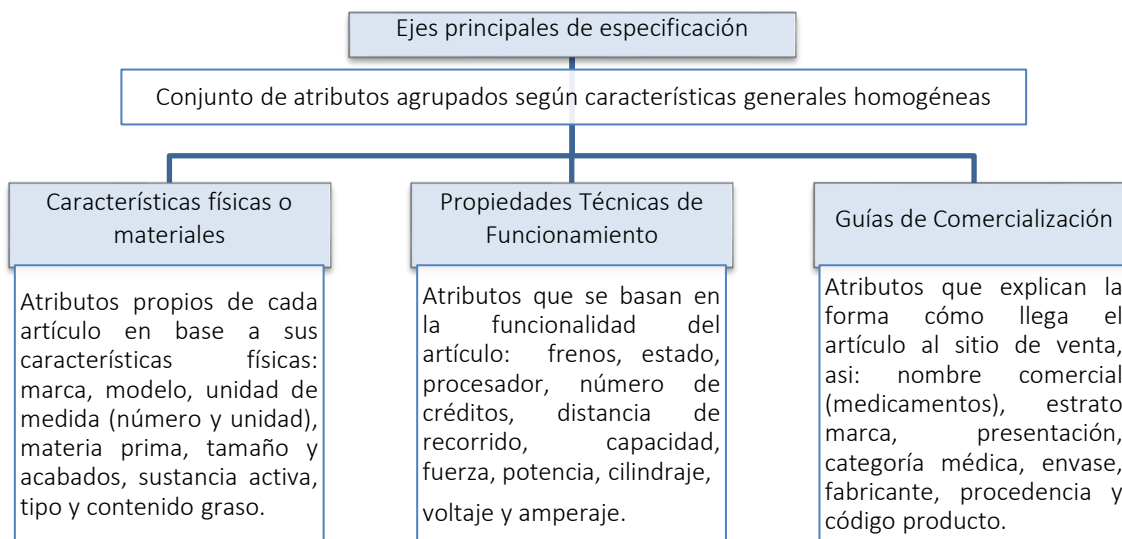 Ejes principales de especificación
Conjunto de atributos agrupados según características generales homogéneas
Características físicas o
materiales
Atributos propios de cada
artículo en base a sus
características físicas:
marca, modelo, unidad de
medida (número y unidad),
materia prima, tamaño y
acabados, sustancia activa,
tipo y contenido graso.
Propiedades Técnicas de
Funcionamiento
Atributos que se basan en
la funcionalidad del
artículo: frenos, estado,
procesador, número de
créditos, distancia de
recorrido, capacidad,
fuerza, potencia, cilindraje,
voltaje y amperaje.
Guías de Comercialización
Atributos que explican la
forma cómo llega el
artículo al sitio de venta,
asi: nombre comercial
(medicamentos), estrato
marca, presentación,
categoría médica, envase,
fabricante, procedencia y
código producto.